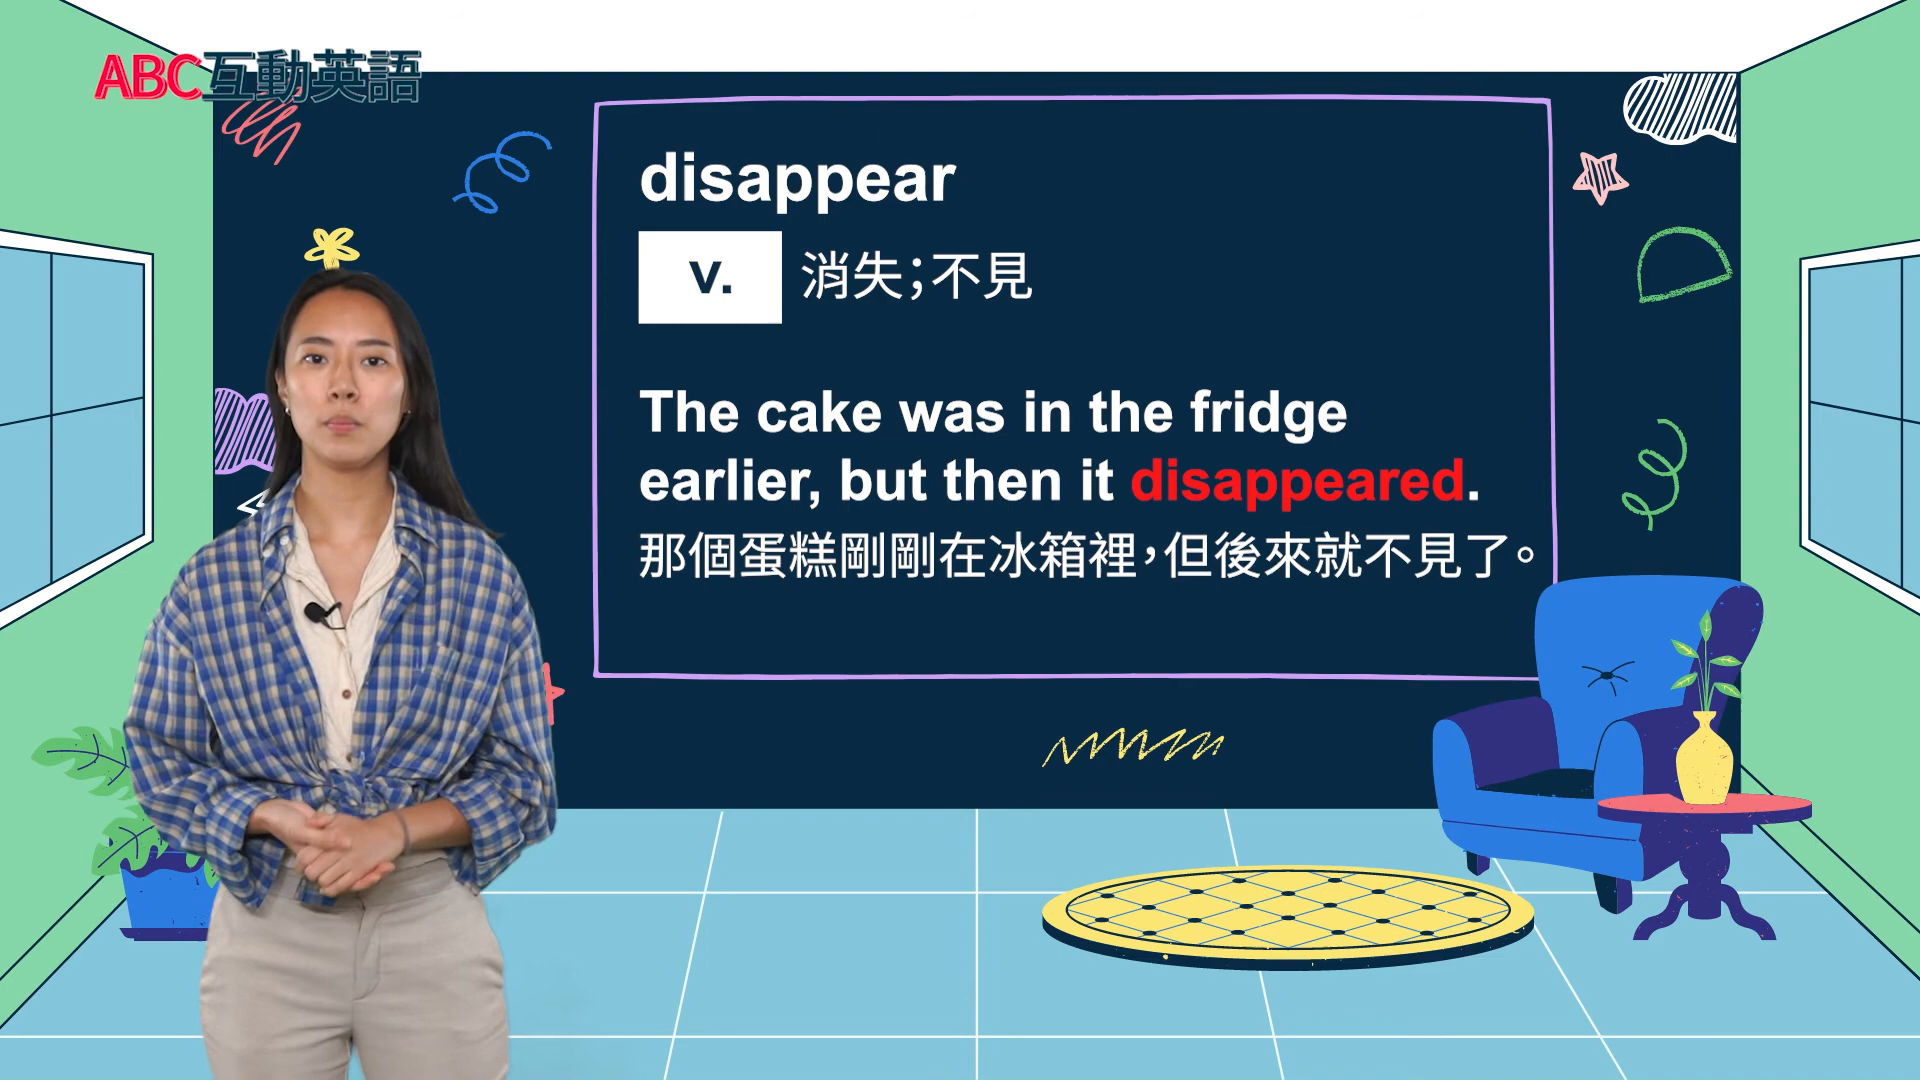 ABC互動英語
disappear
v. 消失;不見
The cake was in the fridge
earlier, but then it disappeared.
那個蛋糕剛剛在冰箱裡,但後來就不見了。